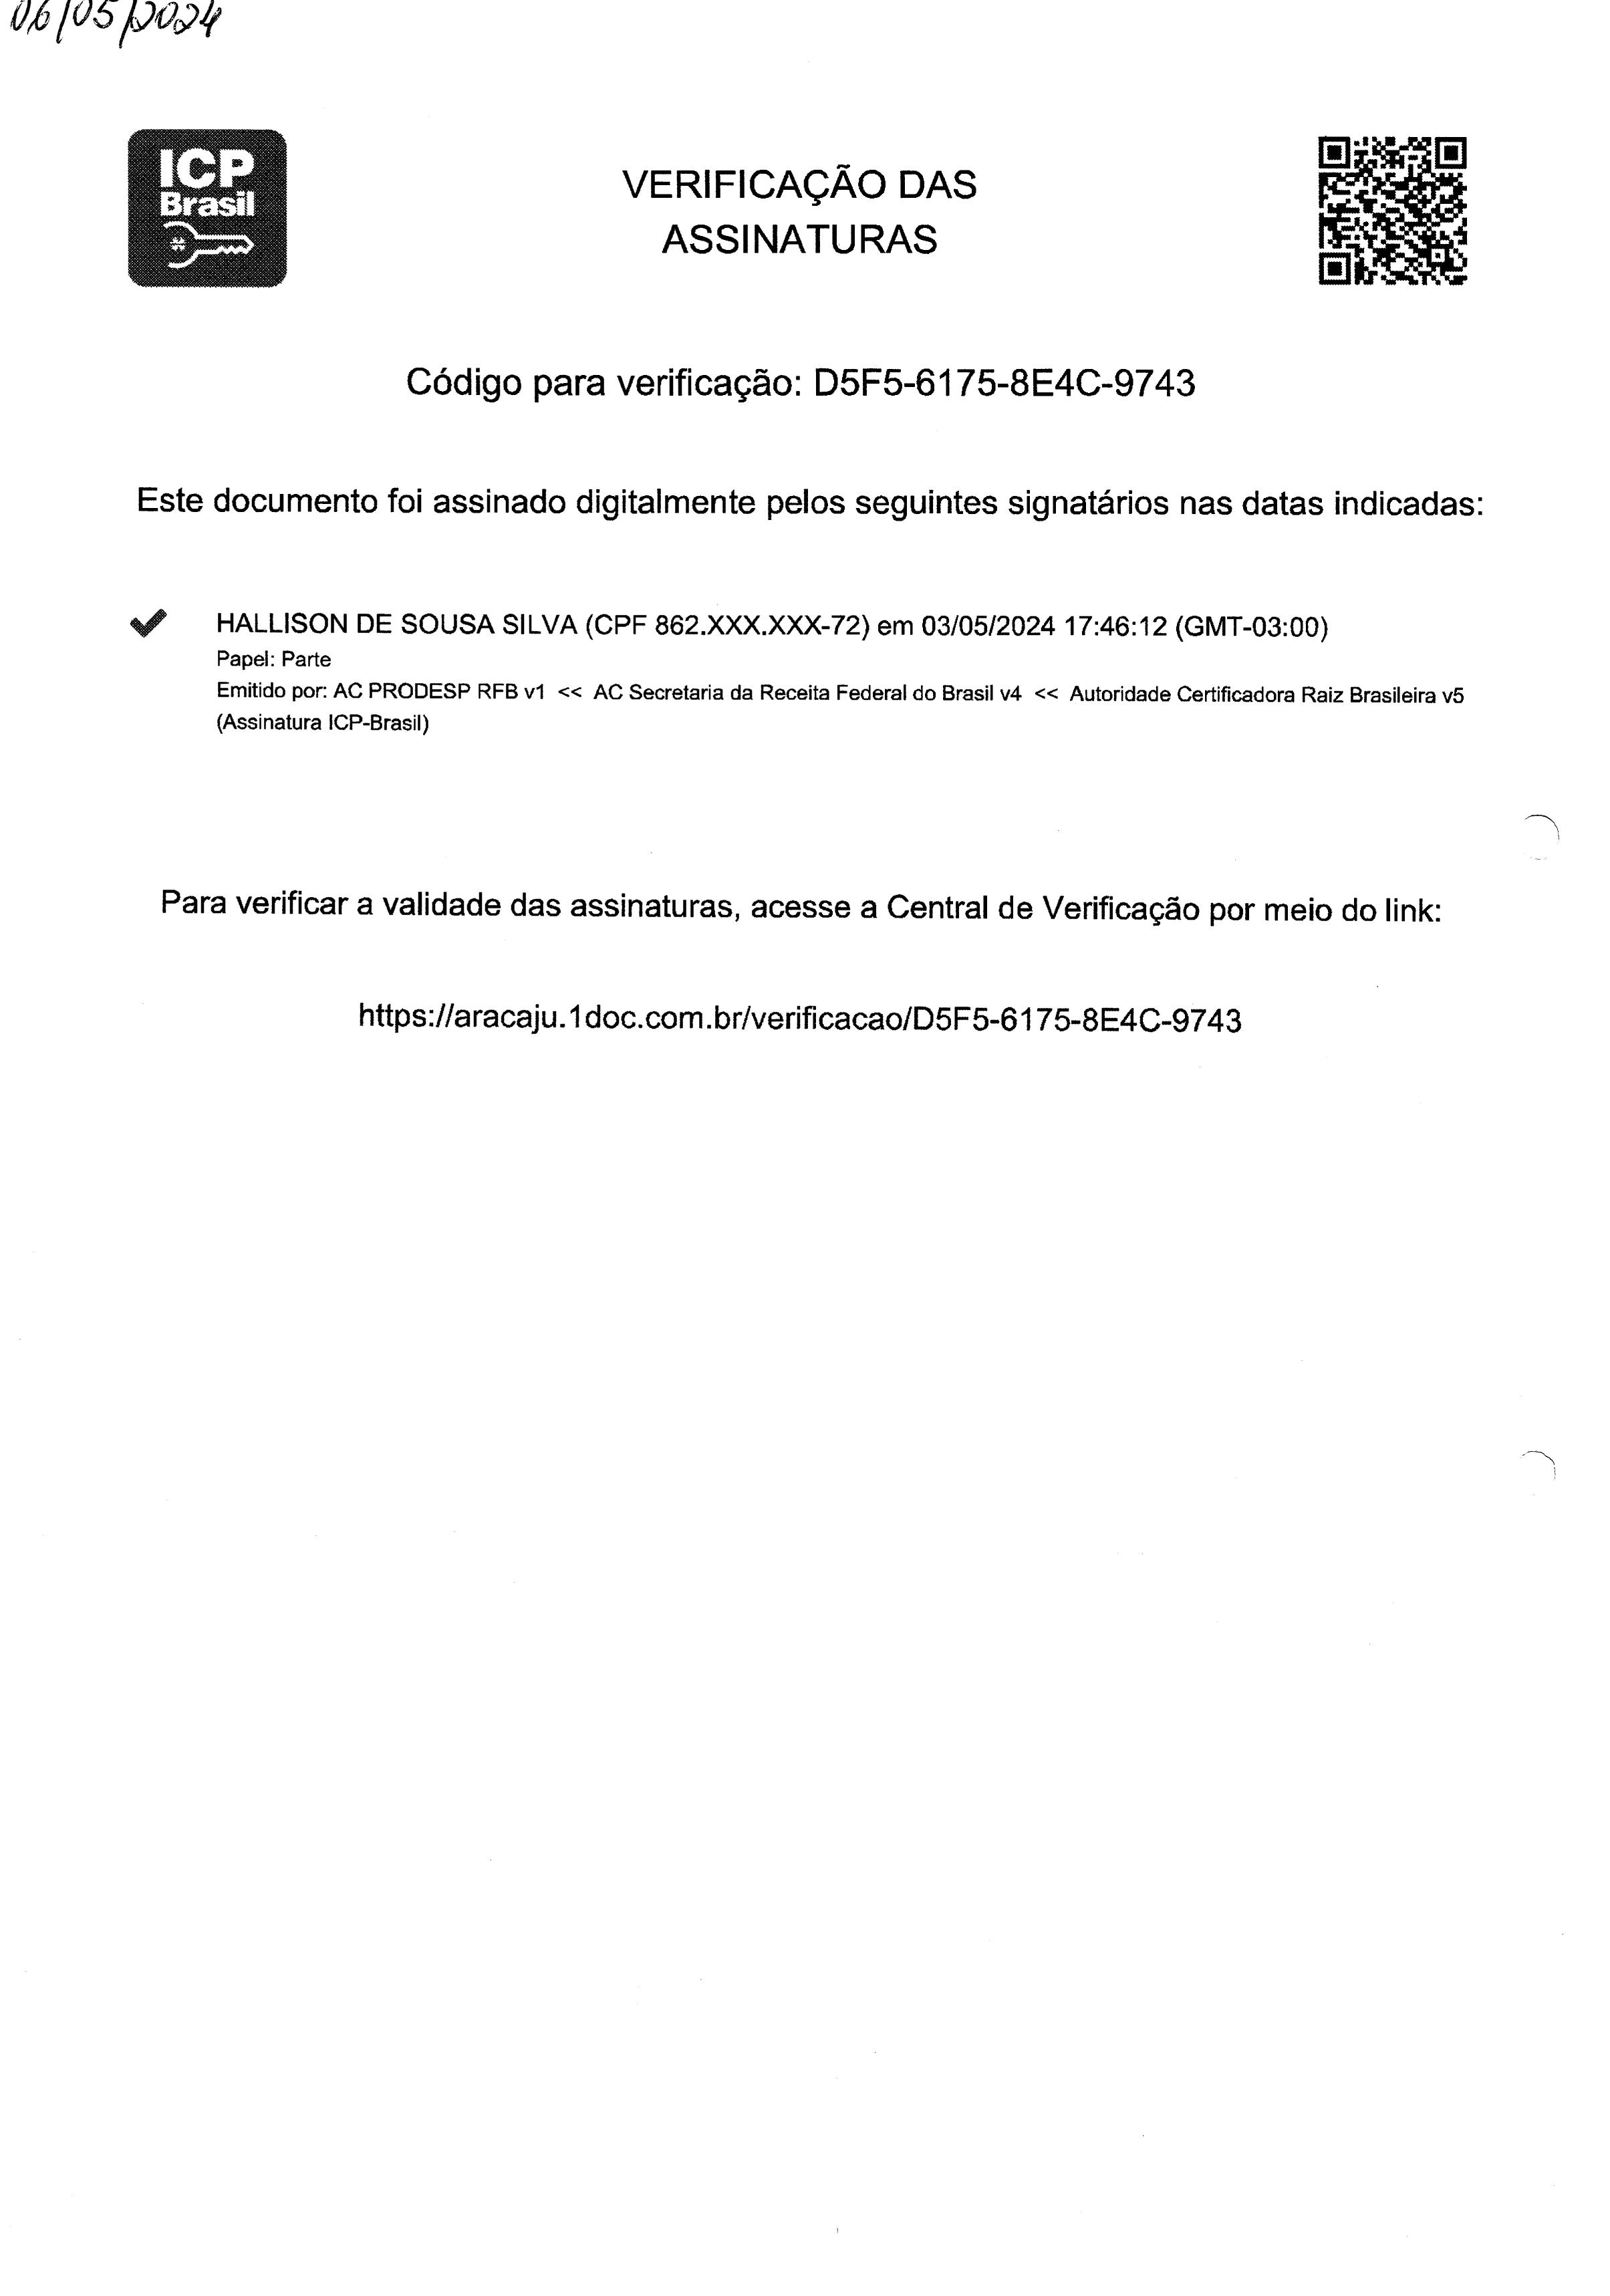 06/05/2024
ICP
Brasil
VERIFICAÇÃO DAS
ASSINATURAS
Código para verificação: D5F5-6175-8E4C-9743
Este documento foi assinado digitalmente pelos seguintes signatários nas datas indicadas:
HALLISON DE SOUSA SILVA (CPF 862.XXX.XXX-72) em 03/05/2024 17:46:12 (GMT-03:00)
Papel: Parte
Emitido por: AC PRODESP RFB v1 << AC Secretaria da Receita Federal do Brasil v4 << Autoridade Certificadora Raiz Brasileira v5
(Assinatura ICP-Brasil)
Para verificar a validade das assinaturas, acesse a Central de Verificação por meio do link:
https://aracaju.1doc.com.br/verificacao/D5F5-6175-8E4C-9743